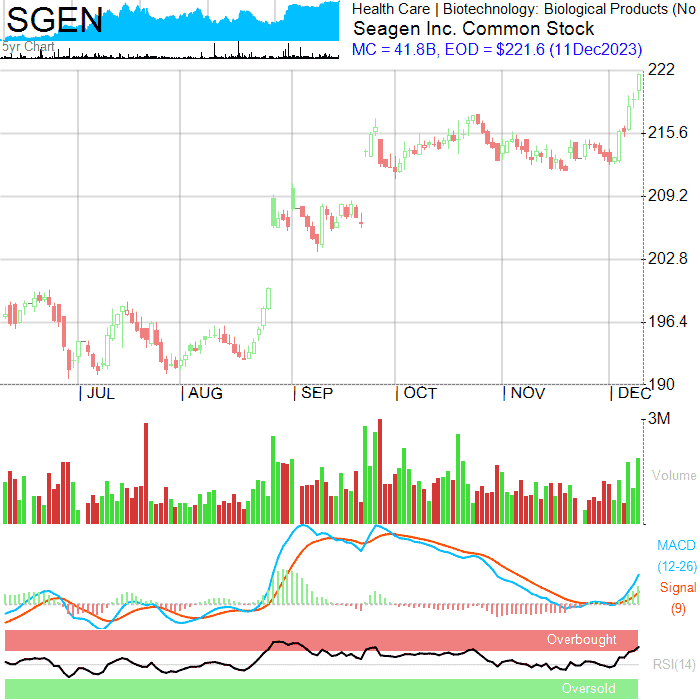 SGEN
5yr Chart
Health Care | Biotechnology: Biological Products (No
Seagen Inc. Common Stock
MC = 41.8B, EOD = $221.6 (11Dec2023)
222
215.6
209.2
202.8
196.4
190
| JUL | AUG | SEP | OCT | NOV | DEC
3M
Volume
MACD
(12-26)
Signal
(9)
Overbought
RSI(14)
Oversold